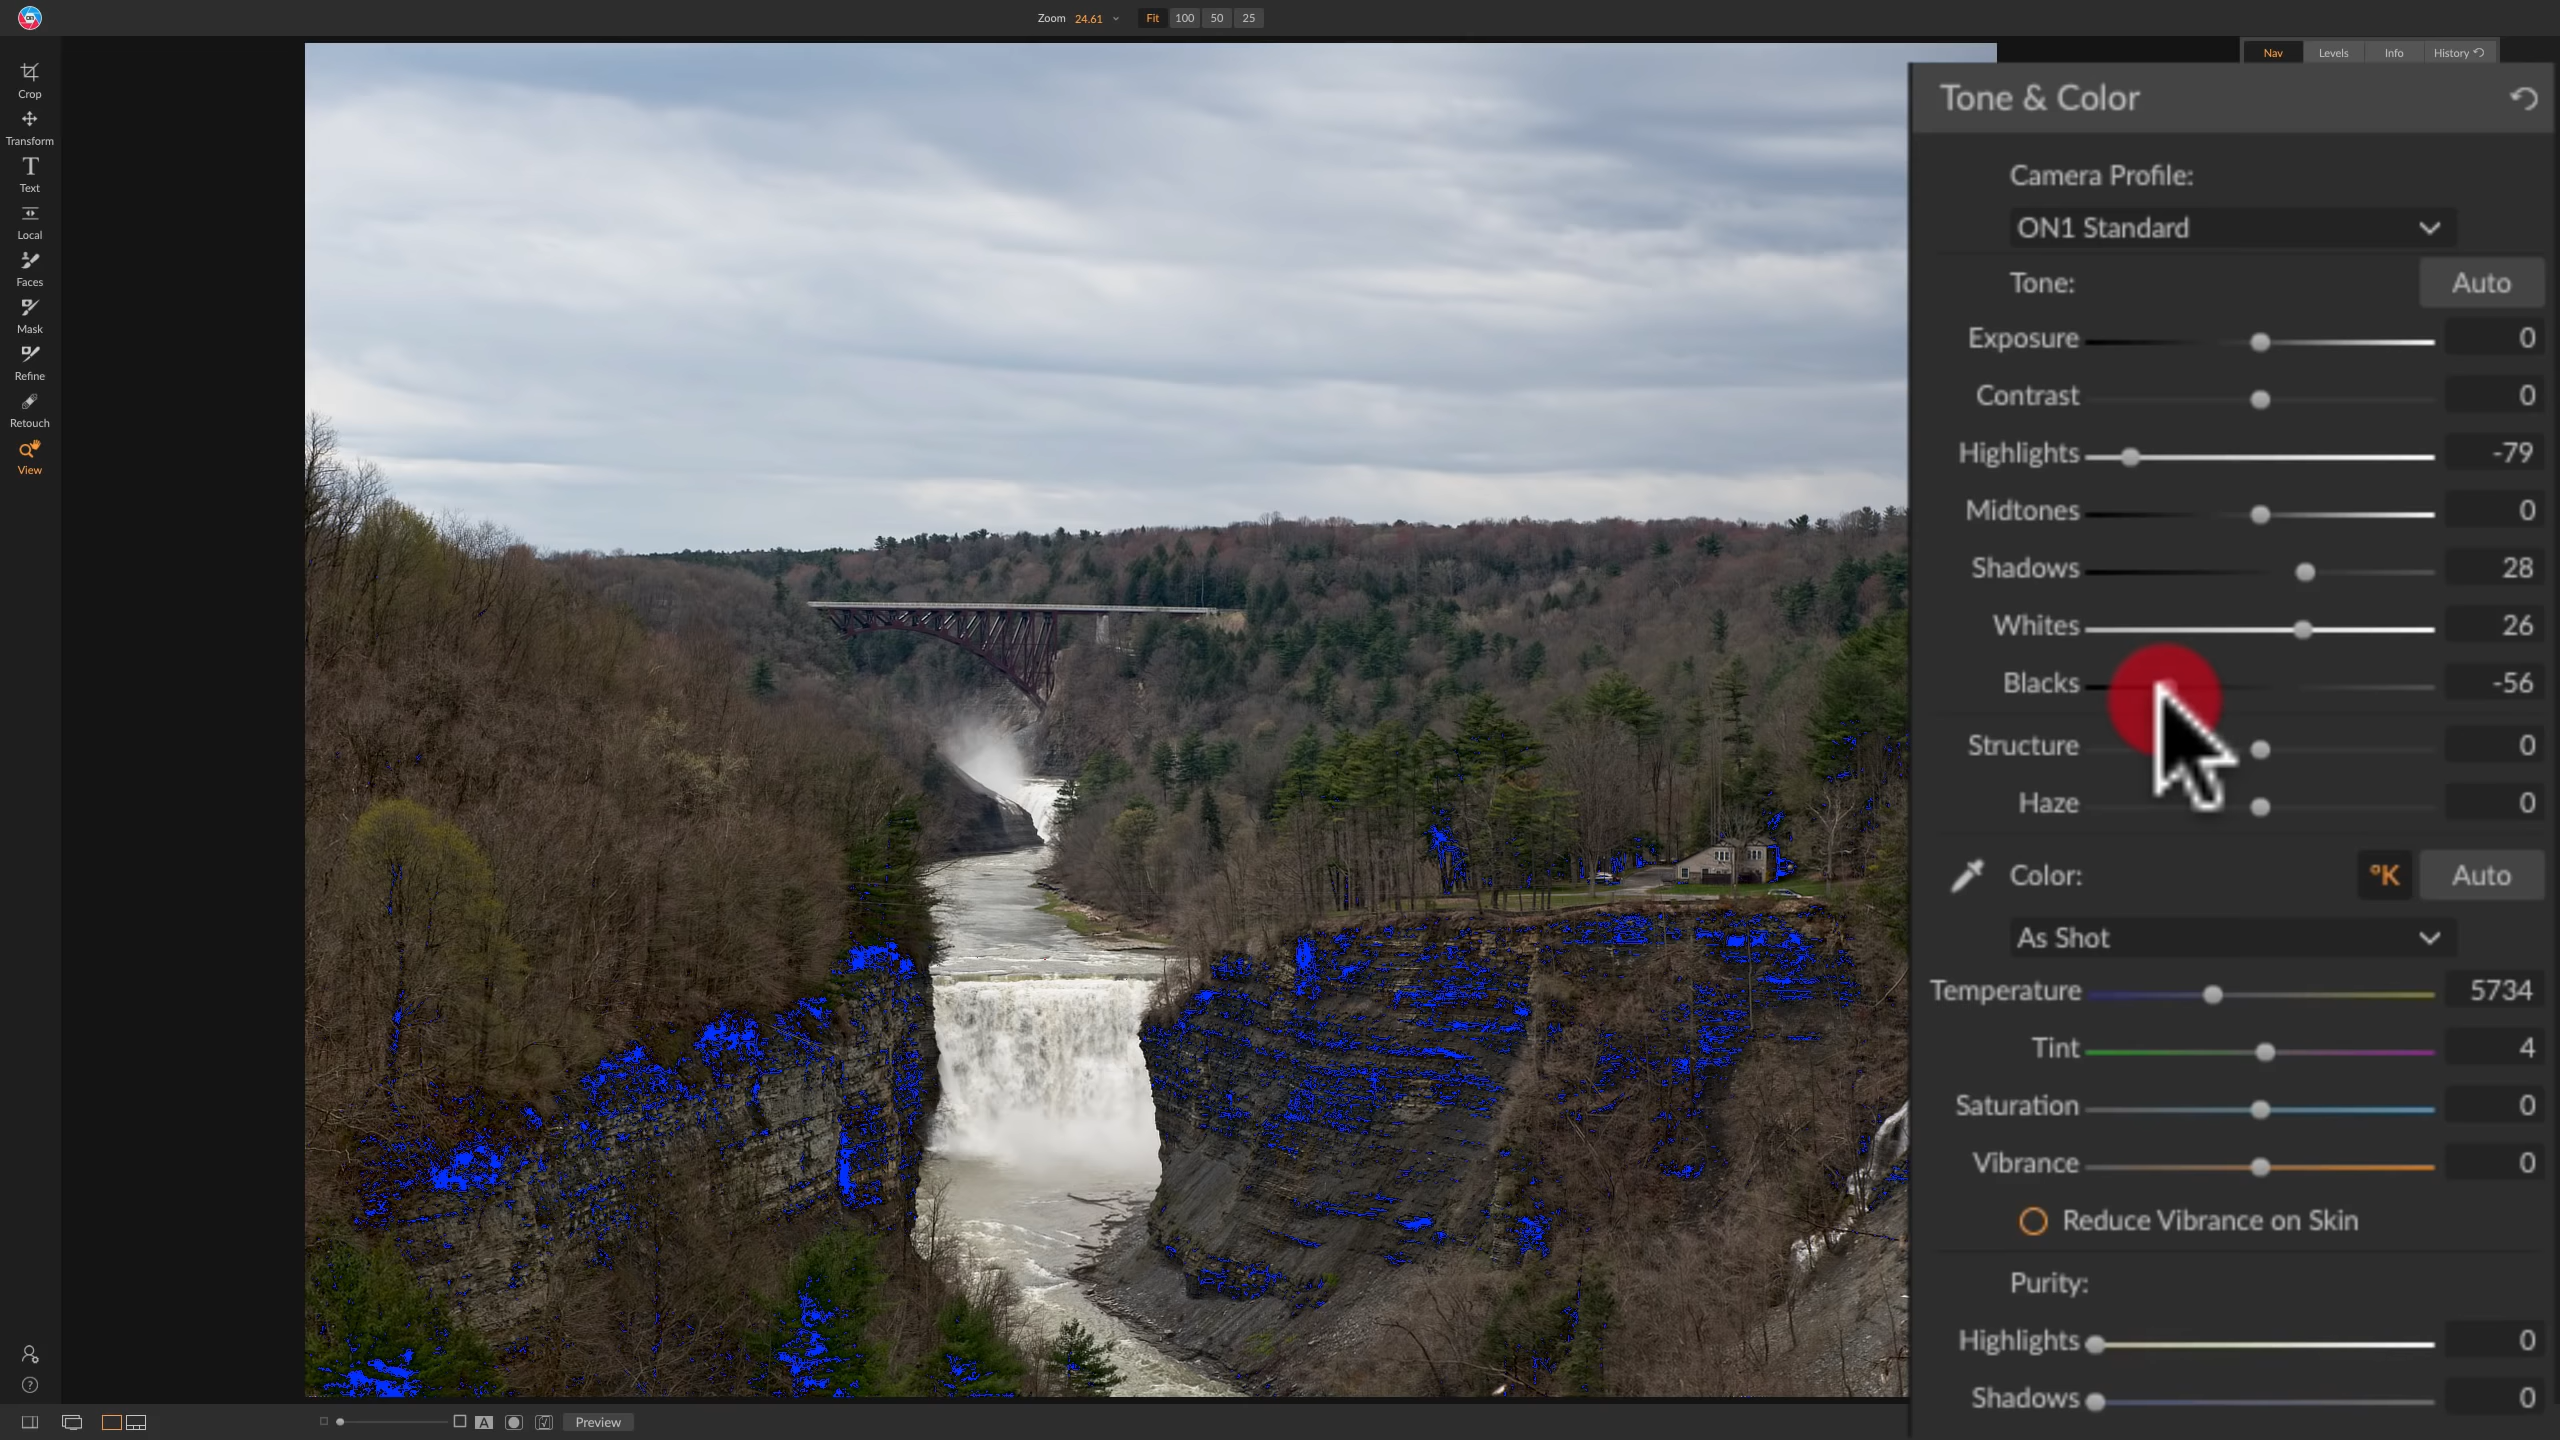 Zoom 24.61 Fit 100 50 25
Nav Levels Info History
Crop
Transform
T
Text
Local
Faces
Mask
Refine
Retouch
View
Tone & Color
Camera Profile:
ON1 Standard
Tone: Auto
Exposure 0
Contrast 0
Highlights -79
Midtones 0
Shadows 28
Whites 26
Blacks -56
Structure 0
Haze 0
Color: °K Auto
As Shot
Temperature 5734
Tint 4
Saturation 0
Vibrance 0
Reduce Vibrance on Skin
Purity:
Highlights 0
Shadows 0
A Preview